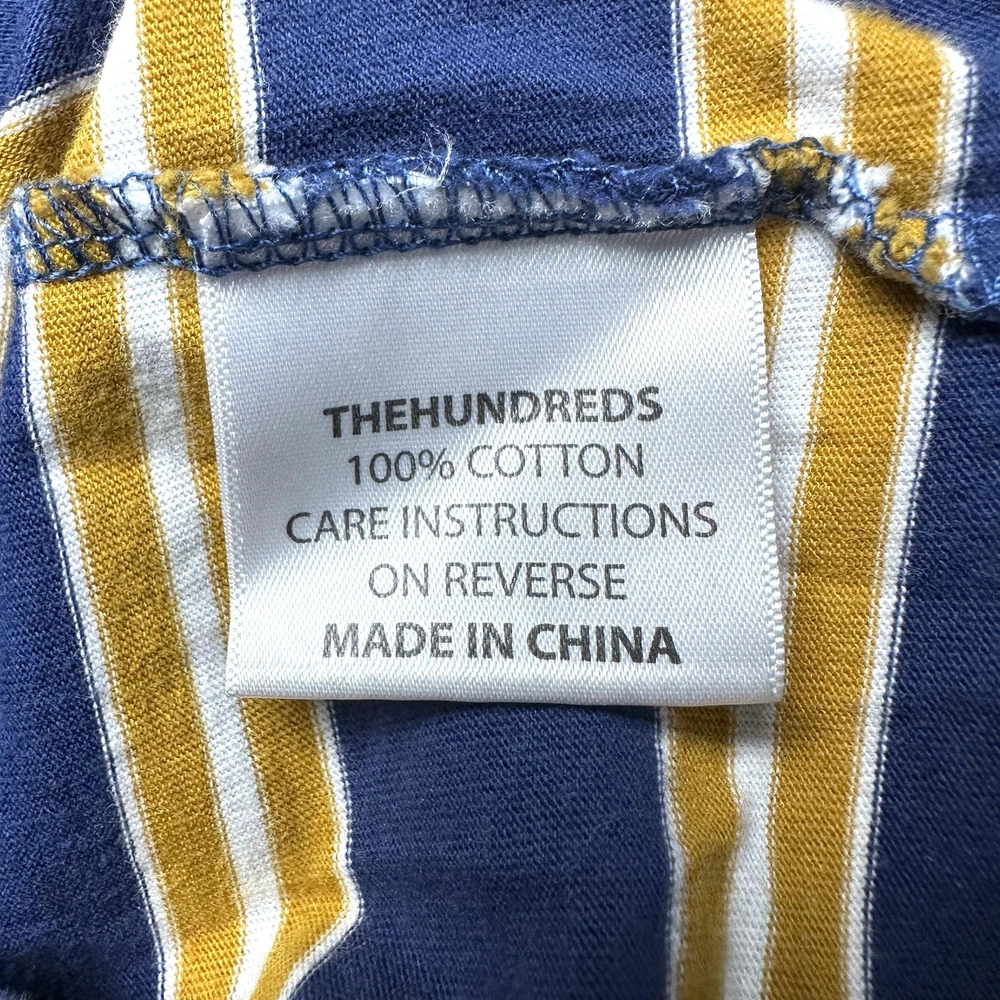 THEHUNDREDS
100% COTTON
CARE INSTRUCTIONS
ON REVERSE
MADE IN CHINA